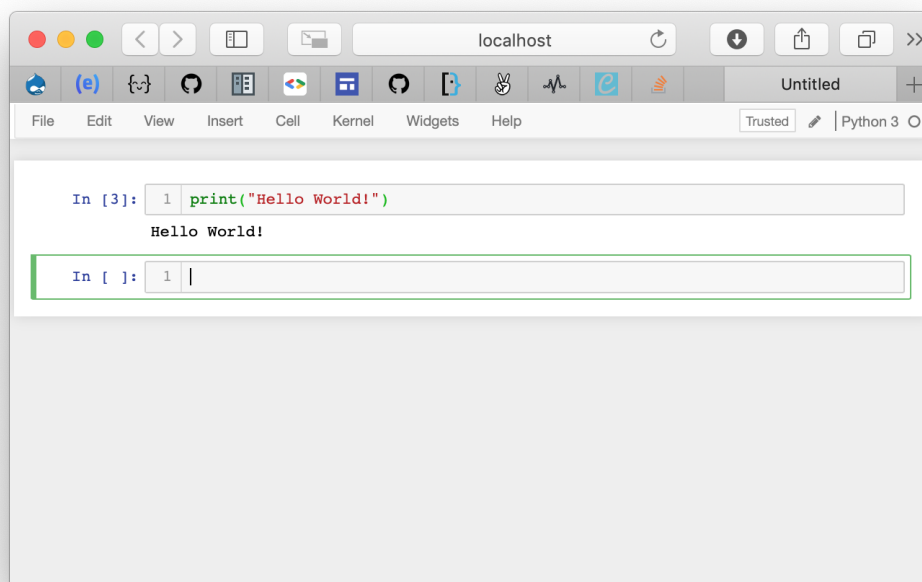 localhost
(e) {~} Untitled
File Edit View Insert Cell Kernel Widgets Help Trusted Python 3
In [3]: 1 print("Hello World!")
Hello World!
In [ ]: 1